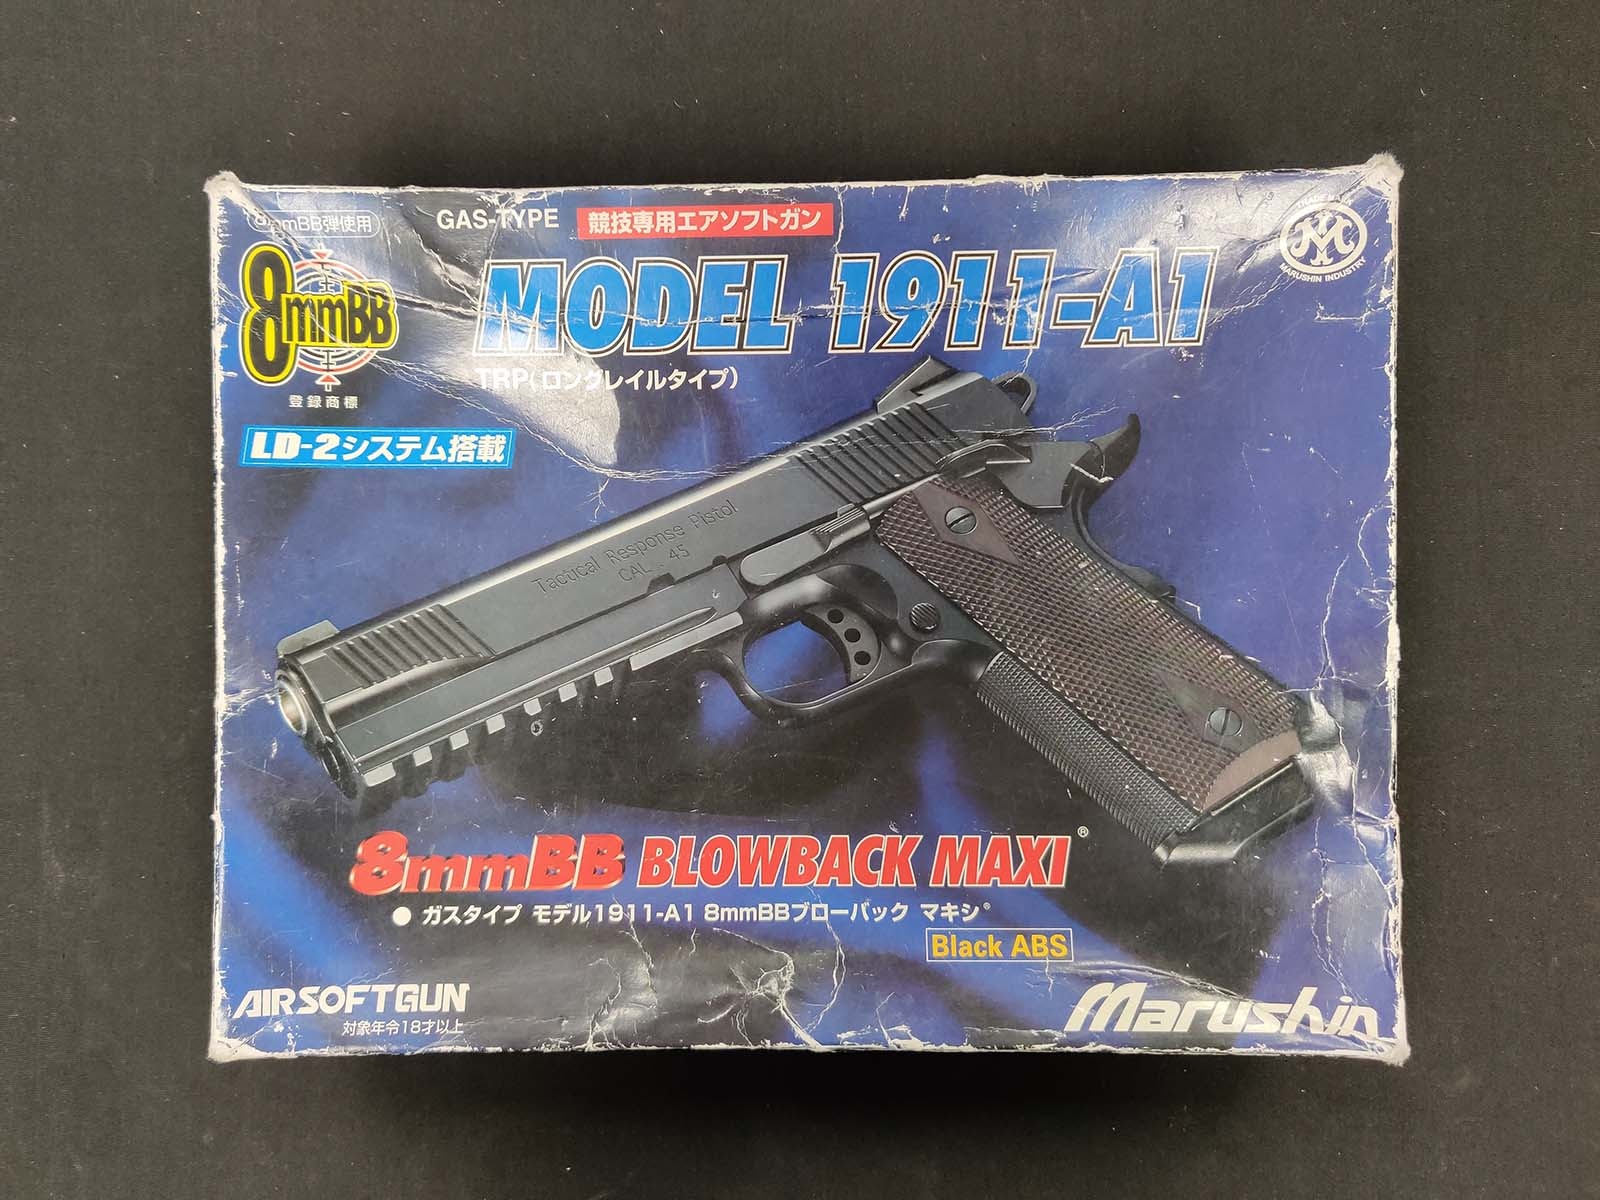 8mmBB弾使用
GAS-TYPE 競技専用エアソフトガン
MARUSHIN INDUSTRY
8mmBB
登録商標
MODEL 1911-A1
TRP(ロングレイルタイプ)
LD-2システム搭載
Tactical Response Pistol
CAL . 45
8mmBB BLOWBACK MAXI®
● ガスタイプ モデル1911-A1 8mmBBブローバック マキシ®
Black ABS
AIRSOFTGUN
対象年令18才以上
Marushin